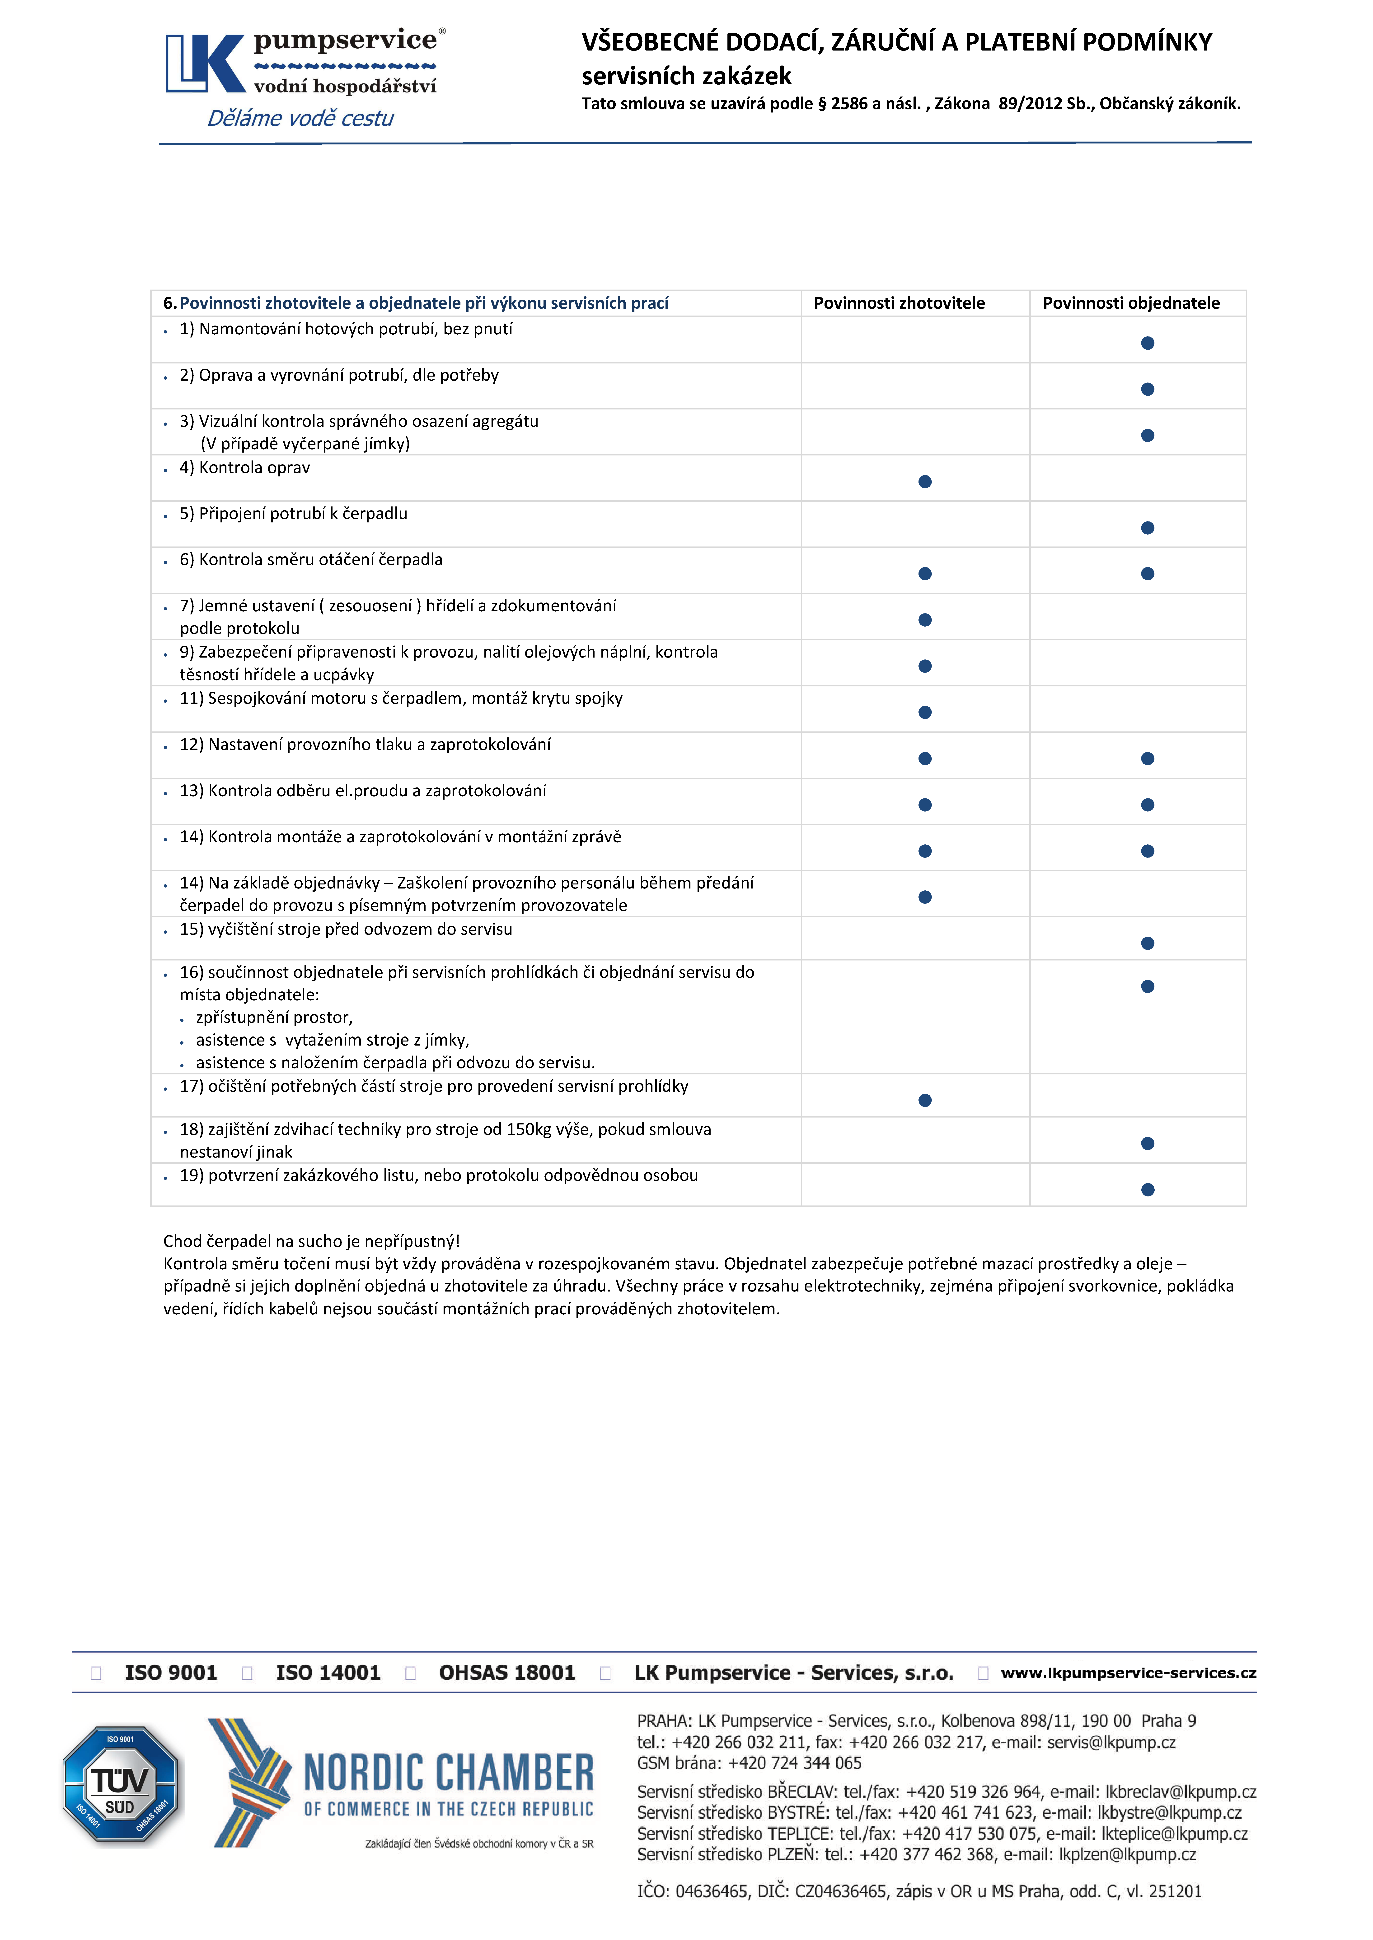 LK pumpservice®
vodní hospodářství
Děláme vodě cestu
VŠEOBECNÉ DODACÍ, ZÁRUČNÍ A PLATEBNÍ PODMÍNKY
servisních zakázek
Tato smlouva se uzavírá podle § 2586 a násl. , Zákona 89/2012 Sb., Občanský zákoník.
6. Povinnosti zhotovitele a objednatele při výkonu servisních prací Povinnosti zhotovitele Povinnosti objednatele
• 1) Namontování hotových potrubí, bez pnutí ●
• 2) Oprava a vyrovnání potrubí, dle potřeby ●
• 3) Vizuální kontrola správného osazení agregátu ●
(V případě vyčerpané jímky)
• 4) Kontrola oprav ●
• 5) Připojení potrubí k čerpadlu ●
• 6) Kontrola směru otáčení čerpadla ● ●
• 7) Jemné ustavení ( zesouosení ) hřídelí a zdokumentování ●
podle protokolu
• 9) Zabezpečení připravenosti k provozu, nalití olejových náplní, kontrola ●
těsností hřídele a ucpávky
• 11) Sespojkování motoru s čerpadlem, montáž krytu spojky ●
• 12) Nastavení provozního tlaku a zaprotokolování ● ●
• 13) Kontrola odběru el.proudu a zaprotokolování ● ●
• 14) Kontrola montáže a zaprotokolování v montážní zprávě ● ●
• 14) Na základě objednávky – Zaškolení provozního personálu během předání ●
čerpadel do provozu s písemným potvrzením provozovatele
• 15) vyčištění stroje před odvozem do servisu ●
• 16) součinnost objednatele při servisních prohlídkách či objednání servisu do ●
místa objednatele:
• zpřístupnění prostor,
• asistence s vytažením stroje z jímky,
• asistence s naložením čerpadla při odvozu do servisu.
• 17) očištění potřebných částí stroje pro provedení servisní prohlídky ●
• 18) zajištění zdvihací techniky pro stroje od 150kg výše, pokud smlouva ●
nestanoví jinak
• 19) potvrzení zakázkového listu, nebo protokolu odpovědnou osobou ●
Chod čerpadel na sucho je nepřípustný!
Kontrola směru točení musí být vždy prováděna v rozespojkovaném stavu. Objednatel zabezpečuje potřebné mazací prostředky a oleje –
případně si jejich doplnění objedná u zhotovitele za úhradu. Všechny práce v rozsahu elektrotechniky, zejména připojení svorkovnice, pokládka
vedení, řídích kabelů nejsou součástí montážních prací prováděných zhotovitelem.
ISO 9001 ISO 14001 OHSAS 18001 LK Pumpservice - Services, s.r.o. www.lkpumpservice-services.cz
ISO 9001
TÜV
SÜD
ISO 14001
OHSAS 18001
NORDIC CHAMBER
OF COMMERCE IN THE CZECH REPUBLIC
Zakládající člen Švédské obchodní komory v ČR a SR
PRAHA: LK Pumpservice - Services, s.r.o., Kolbenova 898/11, 190 00 Praha 9
tel.: +420 266 032 211, fax: +420 266 032 217, e-mail: servis@lkpump.cz
GSM brána: +420 724 344 065
Servisní středisko BŘECLAV: tel./fax: +420 519 326 964, e-mail: lkbreclav@lkpump.cz
Servisní středisko BYSTRÉ: tel./fax: +420 461 741 623, e-mail: lkbystre@lkpump.cz
Servisní středisko TEPLICE: tel./fax: +420 417 530 075, e-mail: lkteplice@lkpump.cz
Servisní středisko PLZEŇ: tel.: +420 377 462 368, e-mail: lkplzen@lkpump.cz
IČO: 04636465, DIČ: CZ04636465, zápis v OR u MS Praha, odd. C, vl. 251201